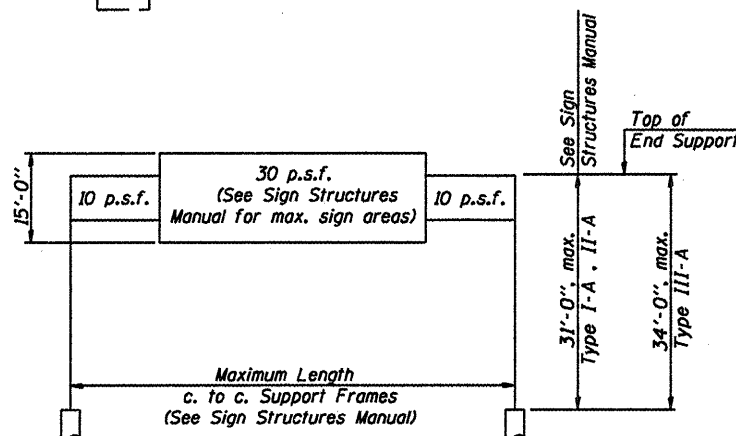 See Sign
Structures Manual
Top of
End Support
15'-0"
10 p.s.f.
30 p.s.f.
(See Sign Structures
Manual for max. sign areas)
10 p.s.f.
31'-0", max.
Type I-A , II-A
34'-0", max.
Type III-A
Maximum Length
c. to c. Support Frames
(See Sign Structures Manual)